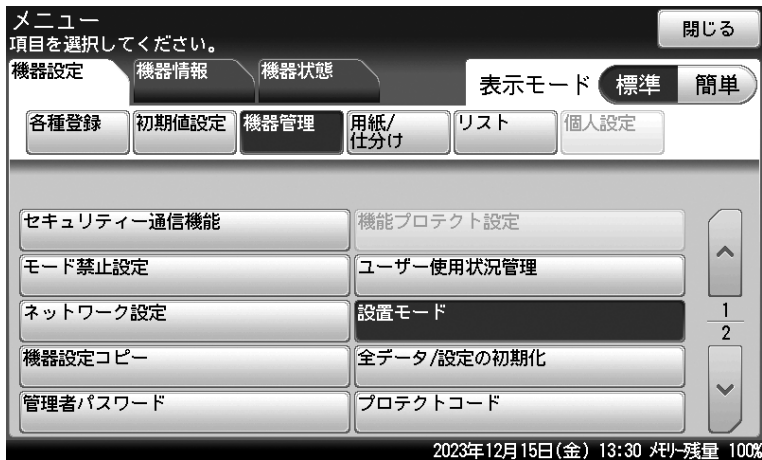 メニュー
項目を選択してください。
閉じる
機器設定
機器情報
機器状態
表示モード
標準
簡単
各種登録
初期値設定
機器管理
用紙/
仕分け
リスト
個人設定
セキュリティー通信機能
機能プロテクト設定
モード禁止設定
ユーザー使用状況管理
ネットワーク設定
設置モード
機器設定コピー
全データ/設定の初期化
管理者パスワード
プロテクトコード
1
2
2023年12月15日(金) 13:30 ﾒﾓﾘｰ残量 100%